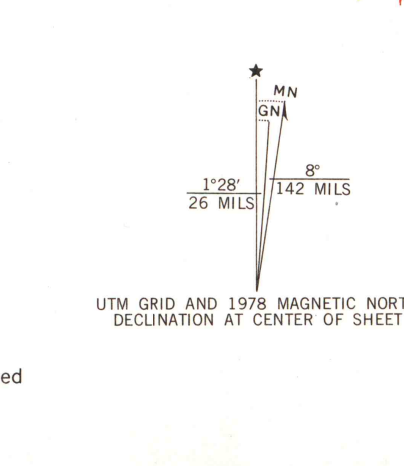 ★
MN
GN
1°28'
26 MILS
8°
142 MILS
UTM GRID AND 1978 MAGNETIC NORT
DECLINATION AT CENTER OF SHEET
ed